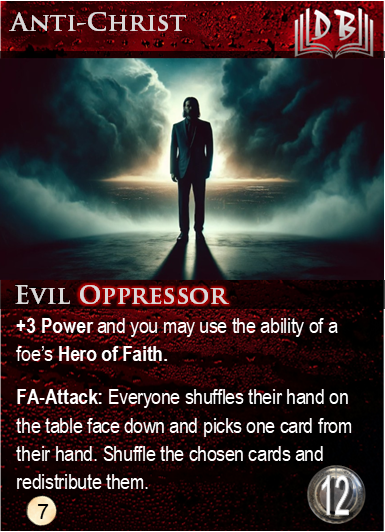 Anti-Christ
DB
Evil Oppressor
+3 Power and you may use the ability of a
foe's Hero of Faith.
FA-Attack: Everyone shuffles their hand on
the table face down and picks one card from
their hand. Shuffle the chosen cards and
redistribute them.
7
12